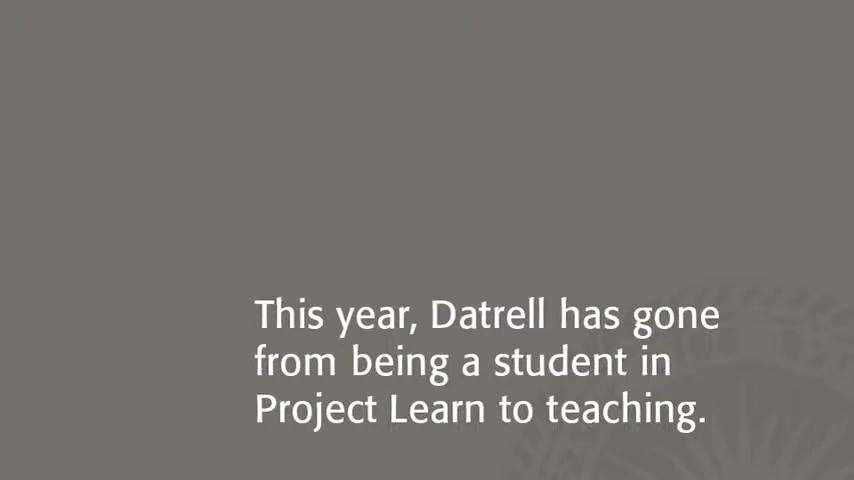 This year, Datrell has gone
from being a student in
Project Learn to teaching.